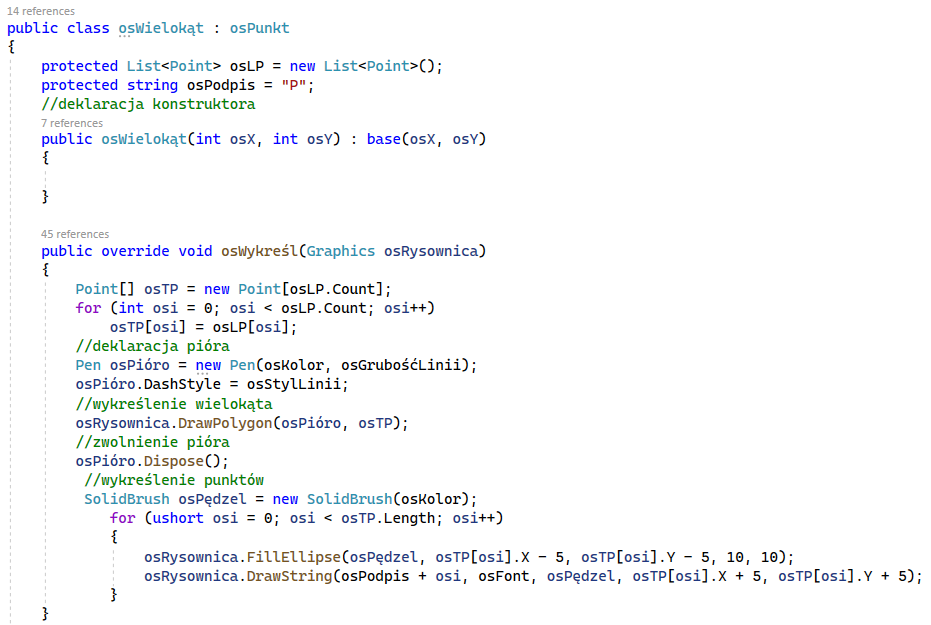 14 references
public class osWielokąt : osPunkt
{
protected List<Point> osLP = new List<Point>();
protected string osPodpis = "P";
//deklaracja konstruktora
7 references
public osWielokąt(int osX, int osY) : base(osX, osY)
{
}
45 references
public override void osWykreśl(Graphics osRysownica)
{
Point[] osTP = new Point[osLP.Count];
for (int osi = 0; osi < osLP.Count; osi++)
osTP[osi] = osLP[osi];
//deklaracja pióra
Pen osPióro = new Pen(osKolor, osGrubośćLinii);
osPióro.DashStyle = osStylLinii;
//wykreślenie wielokąta
osRysownica.DrawPolygon(osPióro, osTP);
//zwolnienie pióra
osPióro.Dispose();
//wykreślenie punktów
SolidBrush osPędzel = new SolidBrush(osKolor);
for (ushort osi = 0; osi < osTP.Length; osi++)
{
osRysownica.FillEllipse(osPędzel, osTP[osi].X - 5, osTP[osi].Y - 5, 10, 10);
osRysownica.DrawString(osPodpis + osi, osFont, osPędzel, osTP[osi].X + 5, osTP[osi].Y + 5);
}
}